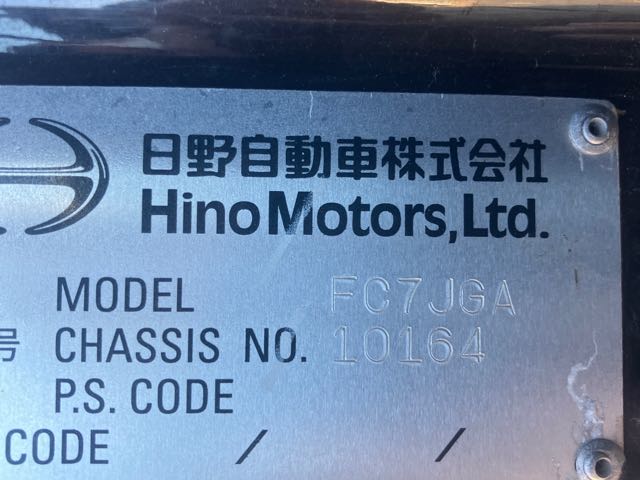 日野自動車株式会社
Hino Motors, Ltd.
MODEL FC7JGA
号 CHASSIS NO. 10164
P.S. CODE
CODE / /